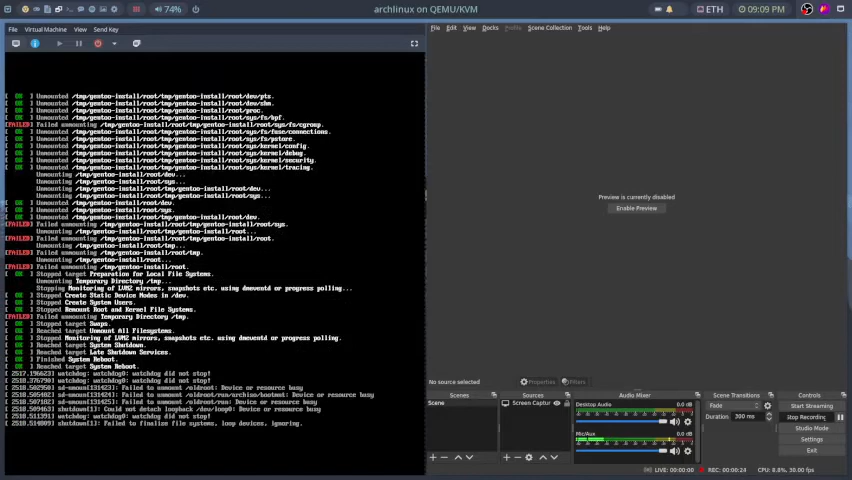 74%
archlinux on QEMU/KVM
ETH
09:09 PM
File Virtual Machine View Send Key
[ OK ] Unmounted /tmp/gentoo-install/root/tmp/gentoo-install/root/dev/pts.
[ OK ] Unmounted /tmp/gentoo-install/root/tmp/gentoo-install/root/dev/shm.
[ OK ] Unmounted /tmp/gentoo-install/root/tmp/gentoo-install/root/proc.
[ OK ] Unmounted /tmp/gentoo-install/root/tmp/gentoo-install/root/sys/fs/bpf.
[FAILED] Failed unmounting /tmp/gentoo-install/root/tmp/gentoo-install/root/sys/fs/cgroup.
[ OK ] Unmounted /tmp/gentoo-install/root/tmp/gentoo-install/root/sys/fs/fuse/connections.
[ OK ] Unmounted /tmp/gentoo-install/root/tmp/gentoo-install/root/sys/fs/pstore.
[ OK ] Unmounted /tmp/gentoo-install/root/tmp/gentoo-install/root/sys/kernel/config.
[ OK ] Unmounted /tmp/gentoo-install/root/tmp/gentoo-install/root/sys/kernel/debug.
[ OK ] Unmounted /tmp/gentoo-install/root/tmp/gentoo-install/root/sys/kernel/security.
[ OK ] Unmounted /tmp/gentoo-install/root/tmp/gentoo-install/root/sys/kernel/tracing.
Unmounting /tmp/gentoo-install/root/dev...
Unmounting /tmp/gentoo-install/root/sys...
Unmounting /tmp/gentoo-install/root/tmp/gentoo-install/root/dev...
Unmounting /tmp/gentoo-install/root/tmp/gentoo-install/root/sys...
[ OK ] Unmounted /tmp/gentoo-install/root/dev.
[ OK ] Unmounted /tmp/gentoo-install/root/sys.
[ OK ] Unmounted /tmp/gentoo-install/root/tmp/gentoo-install/root/dev.
[FAILED] Failed unmounting /tmp/gentoo-install/root/tmp/gentoo-install/root/sys.
Unmounting /tmp/gentoo-install/root/tmp/gentoo-install/root...
[FAILED] Failed unmounting /tmp/gentoo-install/root/tmp/gentoo-install/root.
Unmounting /tmp/gentoo-install/root/tmp...
[FAILED] Failed unmounting /tmp/gentoo-install/root/tmp.
Unmounting /tmp/gentoo-install/root...
[FAILED] Failed unmounting /tmp/gentoo-install/root.
[ OK ] Stopped target Preparation for Local File Systems.
Unmounting Temporary Directory /tmp...
Stopping Monitoring of LVM2 mirrors, snapshots etc. using dmeventd or progress polling...
[ OK ] Stopped Create Static Device Nodes in /dev.
[ OK ] Stopped Create System Users.
[ OK ] Stopped Remount Root and Kernel File Systems.
[FAILED] Failed unmounting Temporary Directory /tmp.
[ OK ] Stopped target Swaps.
[ OK ] Reached target Unmount All Filesystems.
[ OK ] Stopped Monitoring of LVM2 mirrors, snapshots etc. using dmeventd or progress polling.
[ OK ] Reached target System Shutdown.
[ OK ] Reached target Late Shutdown Services.
[ OK ] Finished System Reboot.
[ OK ] Reached target System Reboot.
[ 2517.196623] watchdog: watchdog0: watchdog did not stop!
[ 2518.376790] watchdog: watchdog0: watchdog did not stop!
[ 2518.502950] sd-umoun[131423]: Failed to unmount /oldroot: Device or resource busy
[ 2518.505402] sd-umoun[131424]: Failed to unmount /oldroot/run/archiso/bootmnt: Device or resource busy
[ 2518.507182] sd-umoun[131425]: Failed to unmount /oldroot/run: Device or resource busy
[ 2518.509463] shutdown[1]: Could not detach loopback /dev/loop0: Device or resource busy
[ 2518.511391] watchdog: watchdog0: watchdog did not stop!
[ 2518.514809] shutdown[1]: Failed to finalize file systems, loop devices, ignoring.
File Edit View Docks Profile Scene Collection Tools Help
Preview is currently disabled
Enable Preview
No source selected
Properties Filters
Scenes
Scene
Sources
Screen Captur
Audio Mixer
Desktop Audio 0.0 dB
Mic/Aux 0.0 dB
Scene Transitions
Fade
Duration 300 ms
Controls
Start Streaming
Stop Recording
Studio Mode
Settings
Exit
LIVE: 00:00:00 REC: 00:00:24 CPU: 8.8%, 30.00 fps